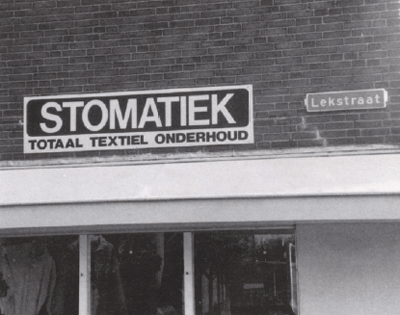 STOMATIEK
TOTAAL TEXTIEL ONDERHOUD
Lekstraat